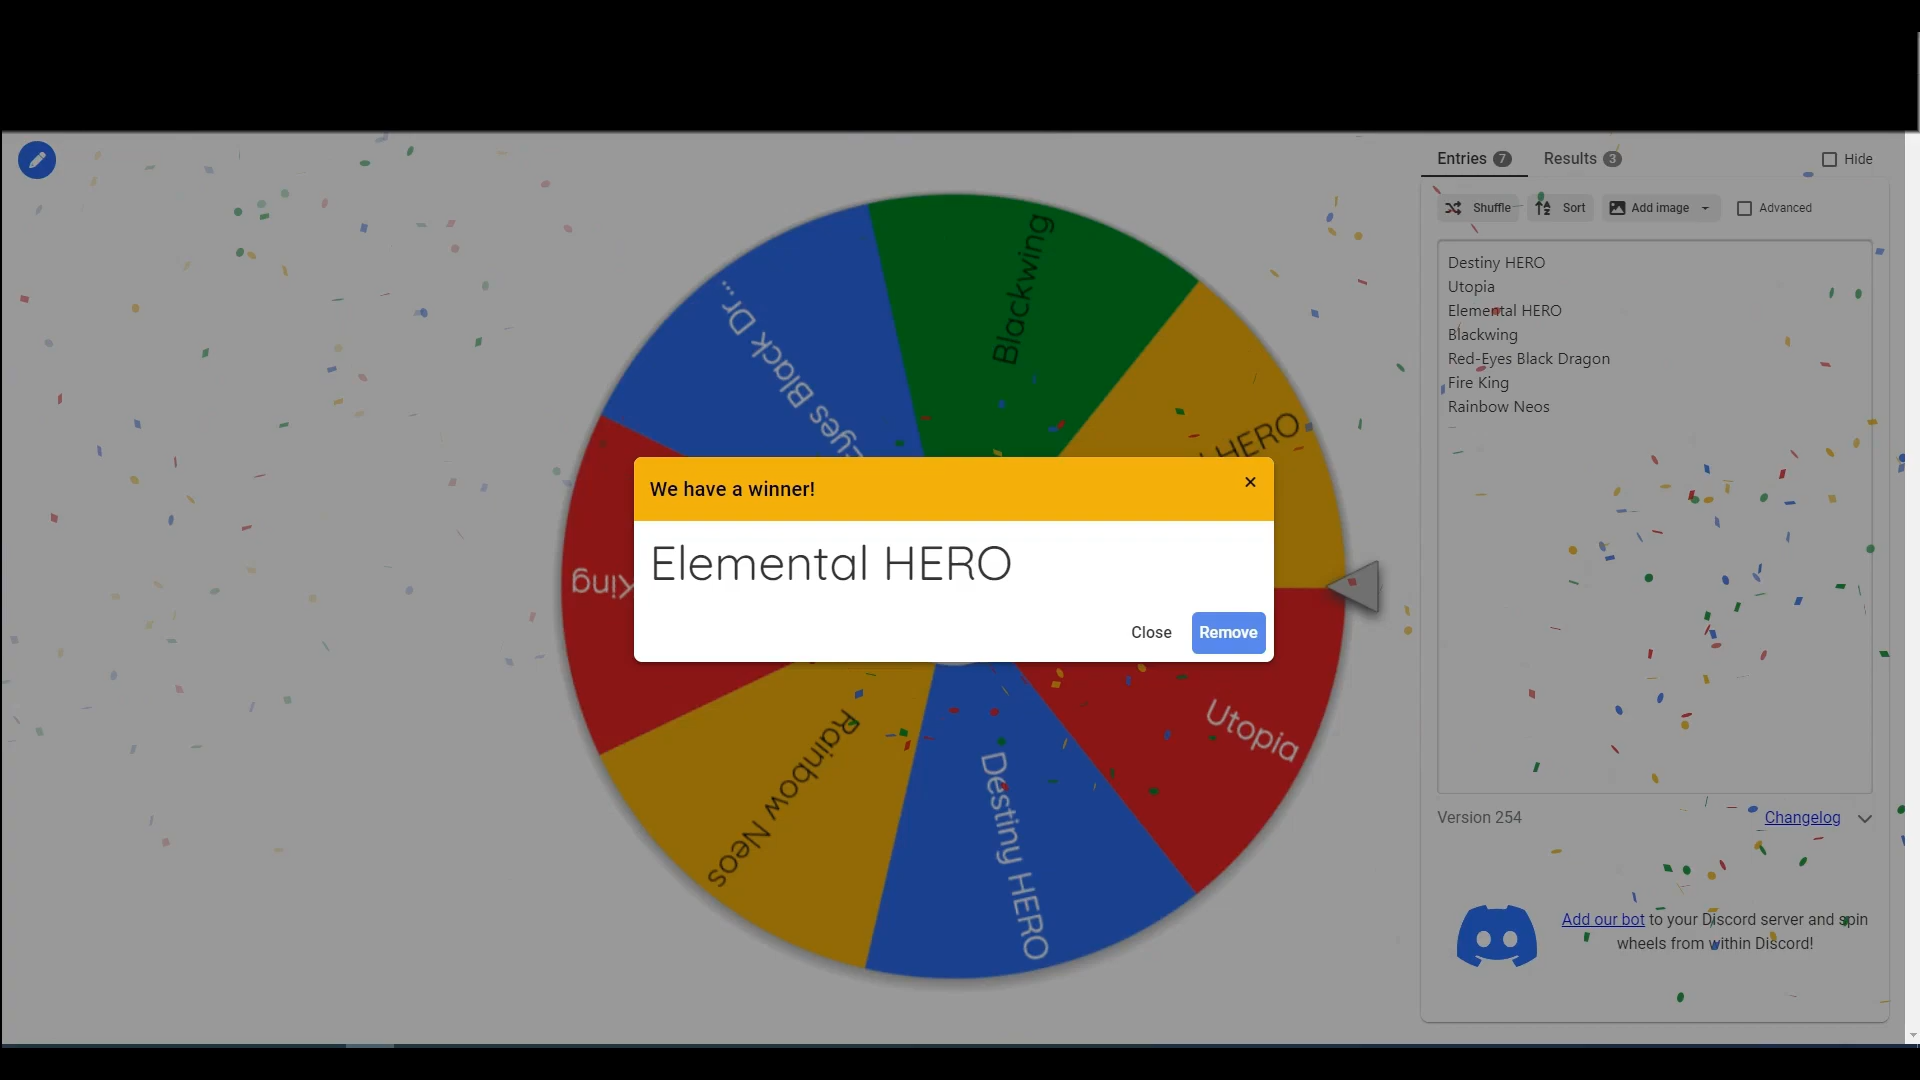 Entries 7
Results 3
Hide
Shuffle
Sort
Add image
Advanced
Destiny HERO
Utopia
Elemental HERO
Blackwing
Red-Eyes Black Dragon
Fire King
Rainbow Neos
Version 254
Changelog
Add our bot to your Discord server and spin
wheels from within Discord!
Blackwing
HERO
Eyes Black Dr...
King
Rainbow Neos
Destiny HERO
Utopia
We have a winner!
×
Elemental HERO
Close
Remove